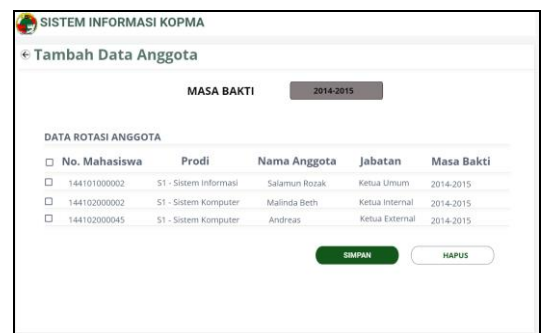 SISTEM INFORMASI KOPMA
Tambah Data Anggota
MASA BAKTI 2014-2015
DATA ROTASI ANGGOTA
No. Mahasiswa Prodi Nama Anggota Jabatan Masa Bakti
144101000002 S1 - Sistem Informasi Salamun Rozak Ketua Umum 2014-2015
144102000002 S1 - Sistem Komputer Malinda Beth Ketua Internal 2014-2015
144102000045 S1 - Sistem Komputer Andreas Ketua External 2014-2015
SIMPAN HAPUS